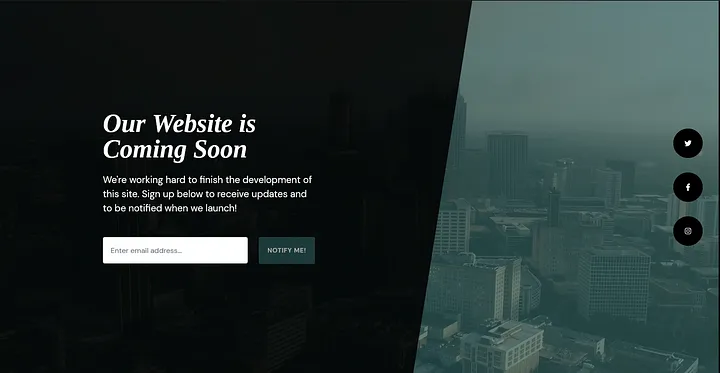 Our Website is
Coming Soon
We're working hard to finish the development of
this site. Sign up below to receive updates and
to be notified when we launch!
Enter email address...
NOTIFY ME!